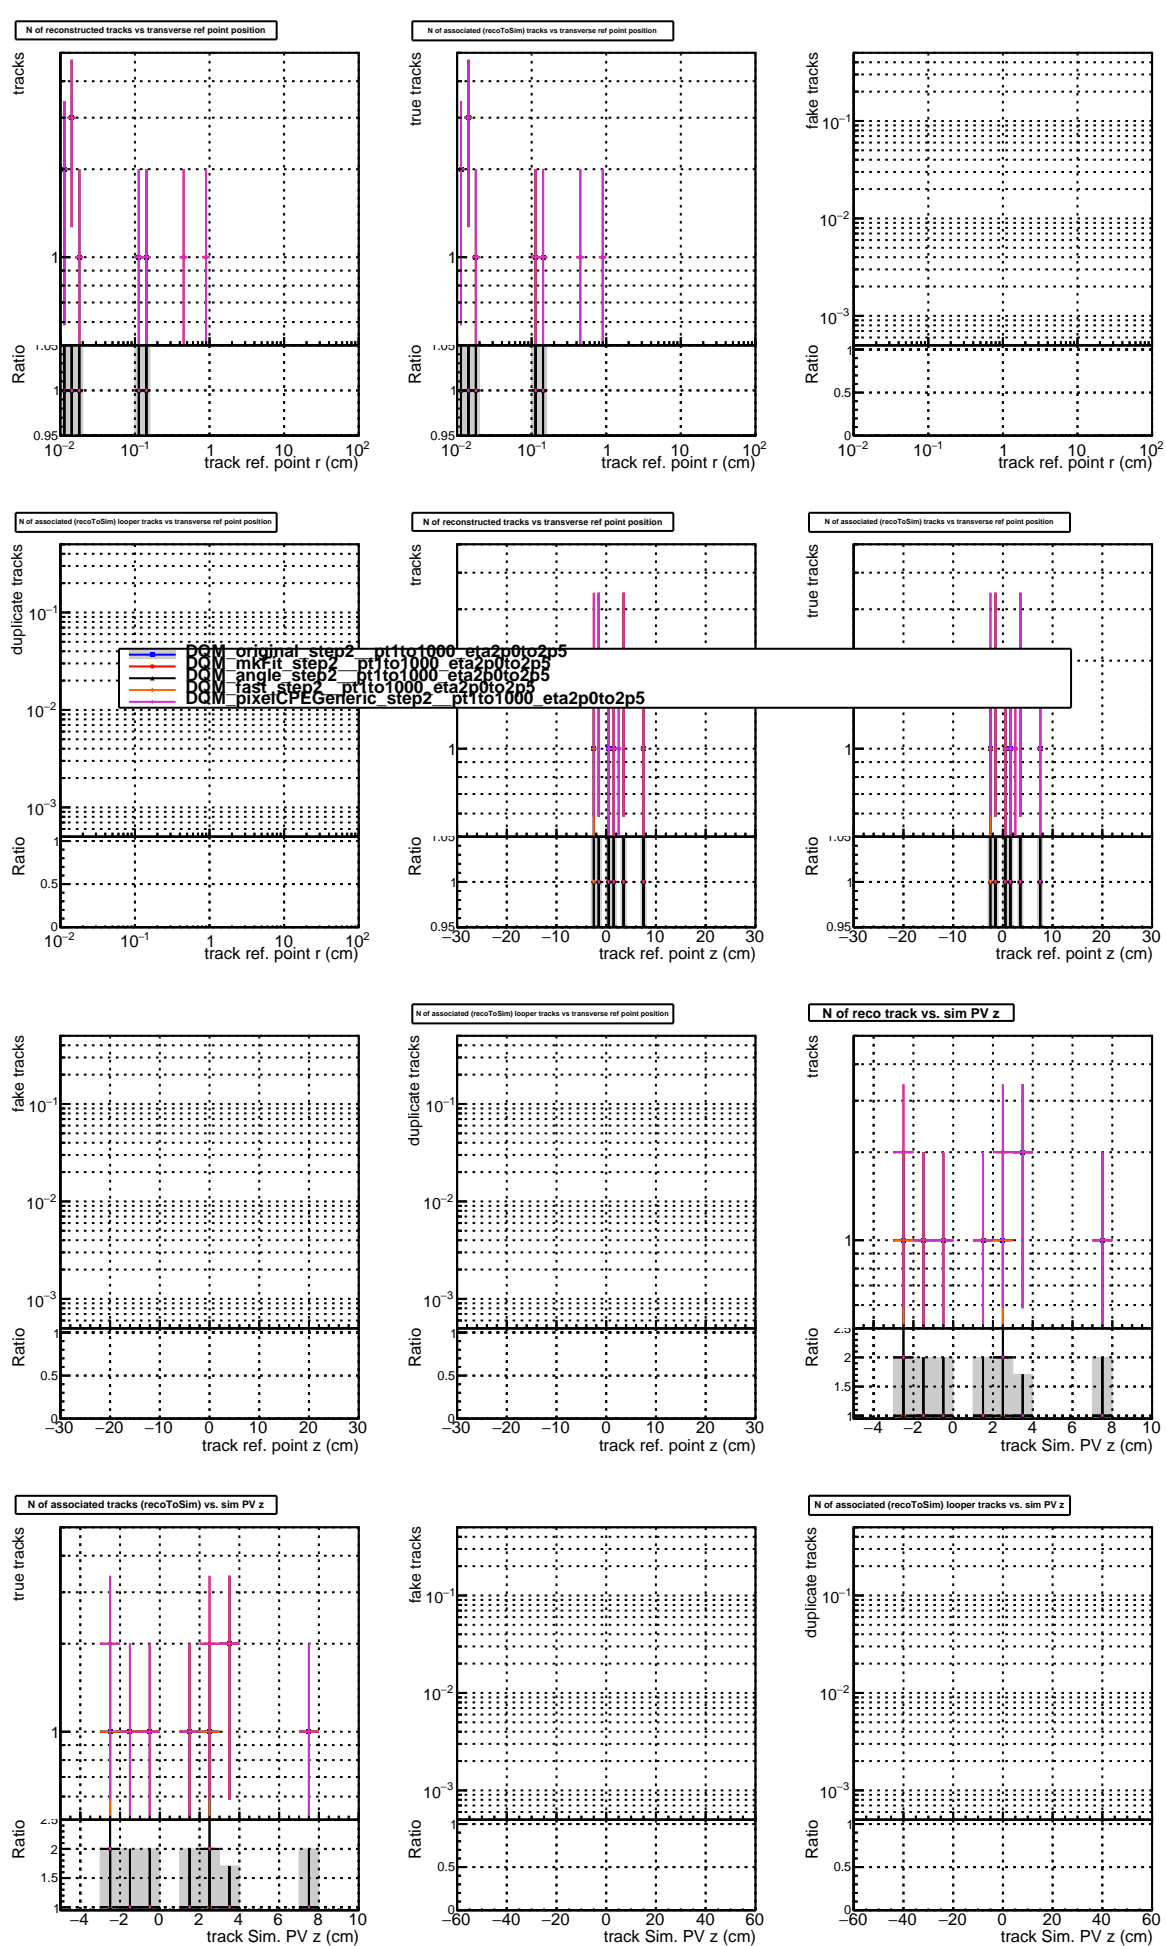 N of reconstructed tracks vs transverse ref point position
N of associated (recoToSim) tracks vs transverse ref point position
tracks
1
1.05
1
0.95
Ratio
10⁻² 10⁻¹ 1 10 10²
track ref. point r (cm)
true tracks
1
1.05
1
0.95
Ratio
10⁻² 10⁻¹ 1 10 10²
track ref. point r (cm)
fake tracks
10⁻¹
10⁻²
10⁻³
1
0.5
0
Ratio
10⁻² 10⁻¹ 1 10 10²
track ref. point r (cm)
N of associated (recoToSim) looper tracks vs transverse ref point position
N of reconstructed tracks vs transverse ref point position
N of associated (recoToSim) tracks vs transverse ref point position
duplicate tracks
10⁻¹
10⁻²
10⁻³
1
0.5
0
Ratio
10⁻² 10⁻¹ 1 10 10²
track ref. point r (cm)
DQM_original_step2__pt1to1000_eta2p0to2p5
DQM_mkFit_step2__pt1to1000_eta2p0to2p5
DQM_angle_step2__pt1to1000_eta2p0to2p5
DQM_fast_step2__pt1to1000_eta2p0to2p5
DQM_pixelCPEGeneric_step2__pt1to1000_eta2p0to2p5
tracks
1
1.05
1
0.95
Ratio
−30 −20 −10 0 10 20 30
track ref. point z (cm)
true tracks
1
1.05
1
0.95
Ratio
−30 −20 −10 0 10 20 30
track ref. point z (cm)
N of associated (recoToSim) looper tracks vs transverse ref point position
N of reco track vs. sim PV z
fake tracks
10⁻¹
10⁻²
10⁻³
1
0.5
0
Ratio
−30 −20 −10 0 10 20 30
track ref. point z (cm)
duplicate tracks
10⁻¹
10⁻²
10⁻³
1
0.5
0
Ratio
−30 −20 −10 0 10 20 30
track ref. point z (cm)
tracks
1
2.5
2
1.5
1
Ratio
−4 −2 0 2 4 6 8 10
track Sim. PV z (cm)
N of associated tracks (recoToSim) vs. sim PV z
N of associated (recoToSim) looper tracks vs. sim PV z
true tracks
1
2.5
2
1.5
1
Ratio
−4 −2 0 2 4 6 8 10
track Sim. PV z (cm)
fake tracks
10⁻¹
10⁻²
10⁻³
1
0.5
0
Ratio
−60 −40 −20 0 20 40 60
track Sim. PV z (cm)
duplicate tracks
10⁻¹
10⁻²
10⁻³
1
0.5
0
Ratio
−60 −40 −20 0 20 40 60
track Sim. PV z (cm)